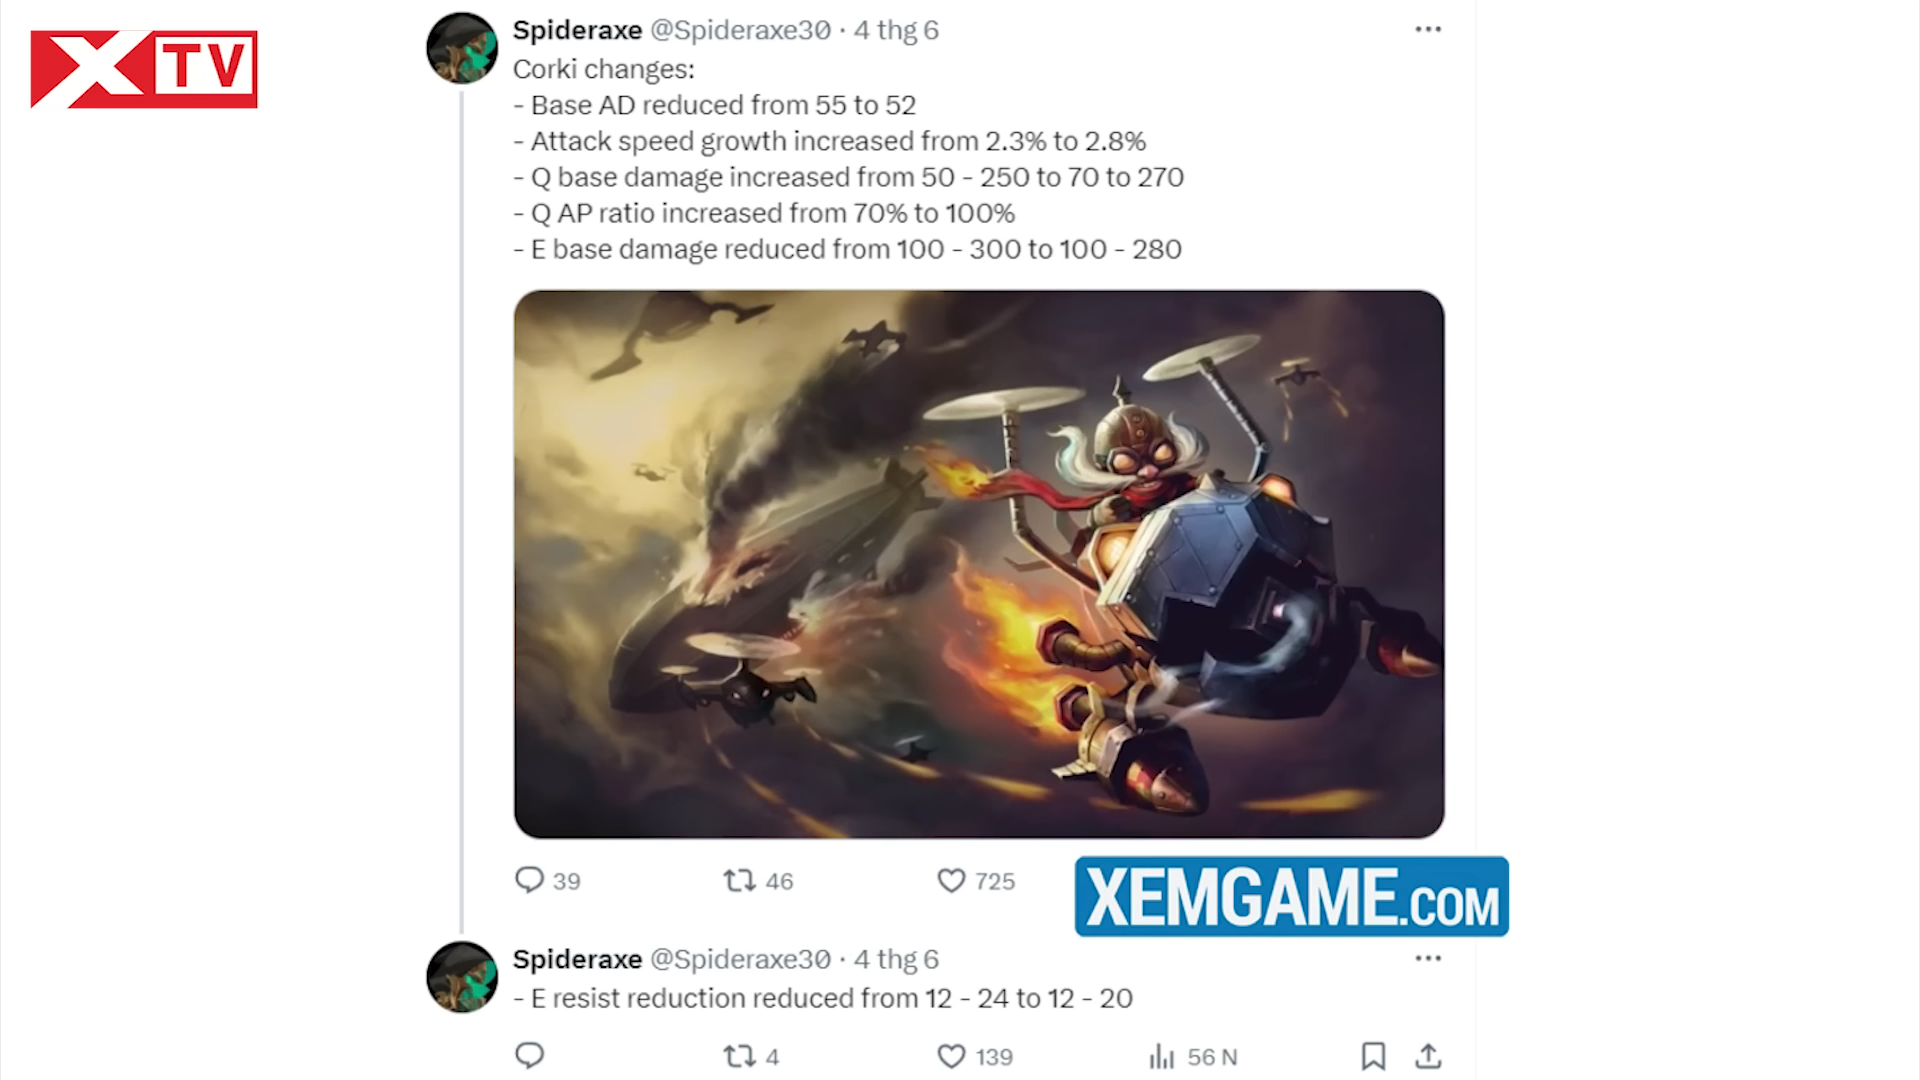 XTV
Spideraxe @Spideraxe30 · 4 thg 6
Corki changes:
- Base AD reduced from 55 to 52
- Attack speed growth increased from 2.3% to 2.8%
- Q base damage increased from 50 - 250 to 70 to 270
- Q AP ratio increased from 70% to 100%
- E base damage reduced from 100 - 300 to 100 - 280
39 46 725
XEMGAME.COM
Spideraxe @Spideraxe30 · 4 thg 6
- E resist reduction reduced from 12 - 24 to 12 - 20
4 139 56 N